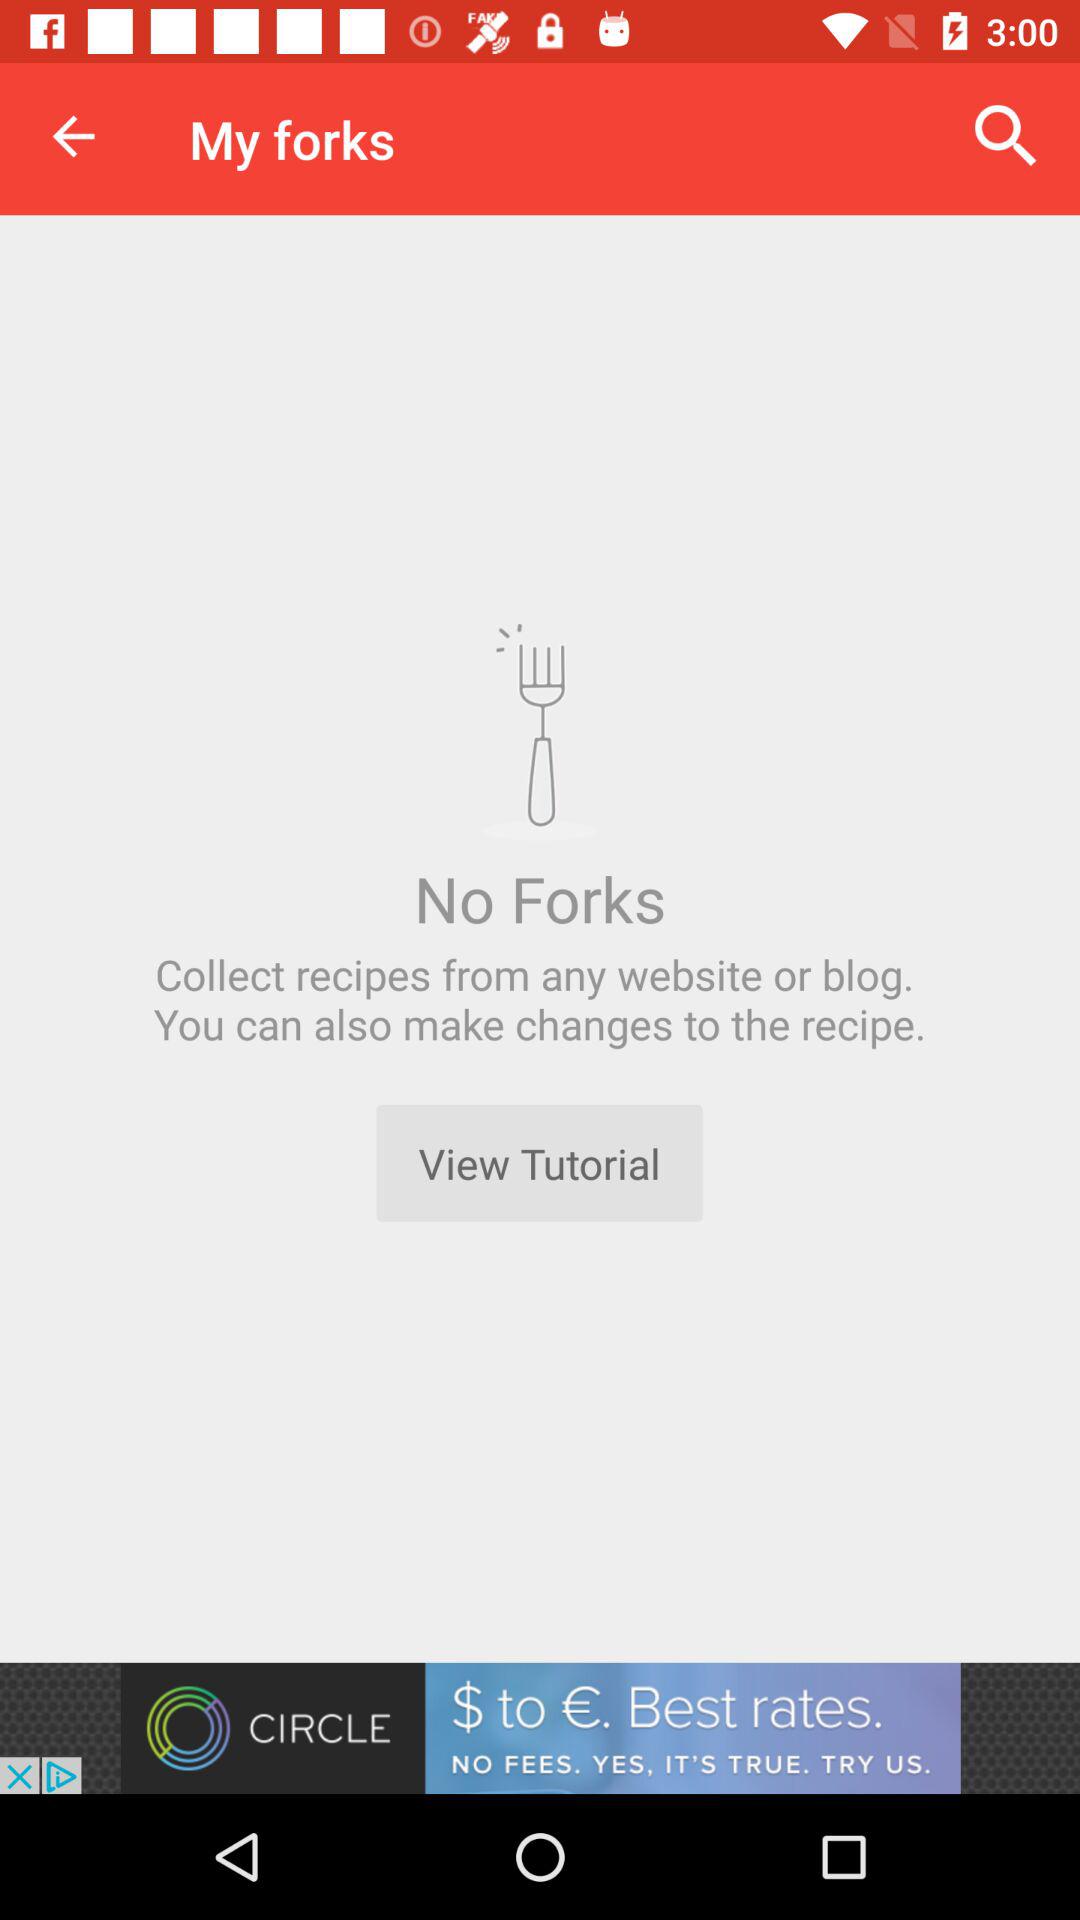 FAKE
3:00
My forks
No Forks
Collect recipes from any website or blog.
You can also make changes to the recipe.
View Tutorial
CIRCLE
$ to €. Best rates.
NO FEES. YES, IT'S TRUE. TRY US.